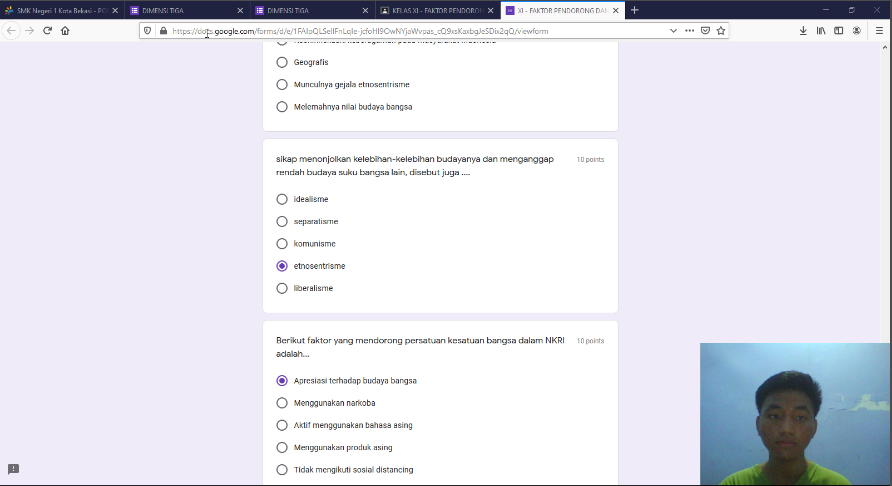 SMK Negeri 1 Kota Bekasi - PO
DIMENSI TIGA
DIMENSI TIGA
KELAS XI - FAKTOR PENDORON
XI - FAKTOR PENDORONG DAN
https://docs.google.com/forms/d/e/1FAIpQLSelIFnLqIe-jcfoHI9OwNYjaWvpas_cQ9xsKaxbgJeSDix2qQ/viewform
Geografis
Munculnya gejala etnosentrisme
Melemahnya nilai budaya bangsa
sikap menonjolkan kelebihan-kelebihan budayanya dan menganggap
rendah budaya suku bangsa lain, disebut juga ....
10 points
idealisme
separatisme
komunisme
etnosentrisme
liberalisme
Berikut faktor yang mendorong persatuan kesatuan bangsa dalam NKRI
adalah...
10 points
Apresiasi terhadap budaya bangsa
Menggunakan narkoba
Aktif menggunakan bahasa asing
Menggunakan produk asing
Tidak mengikuti sosial distancing